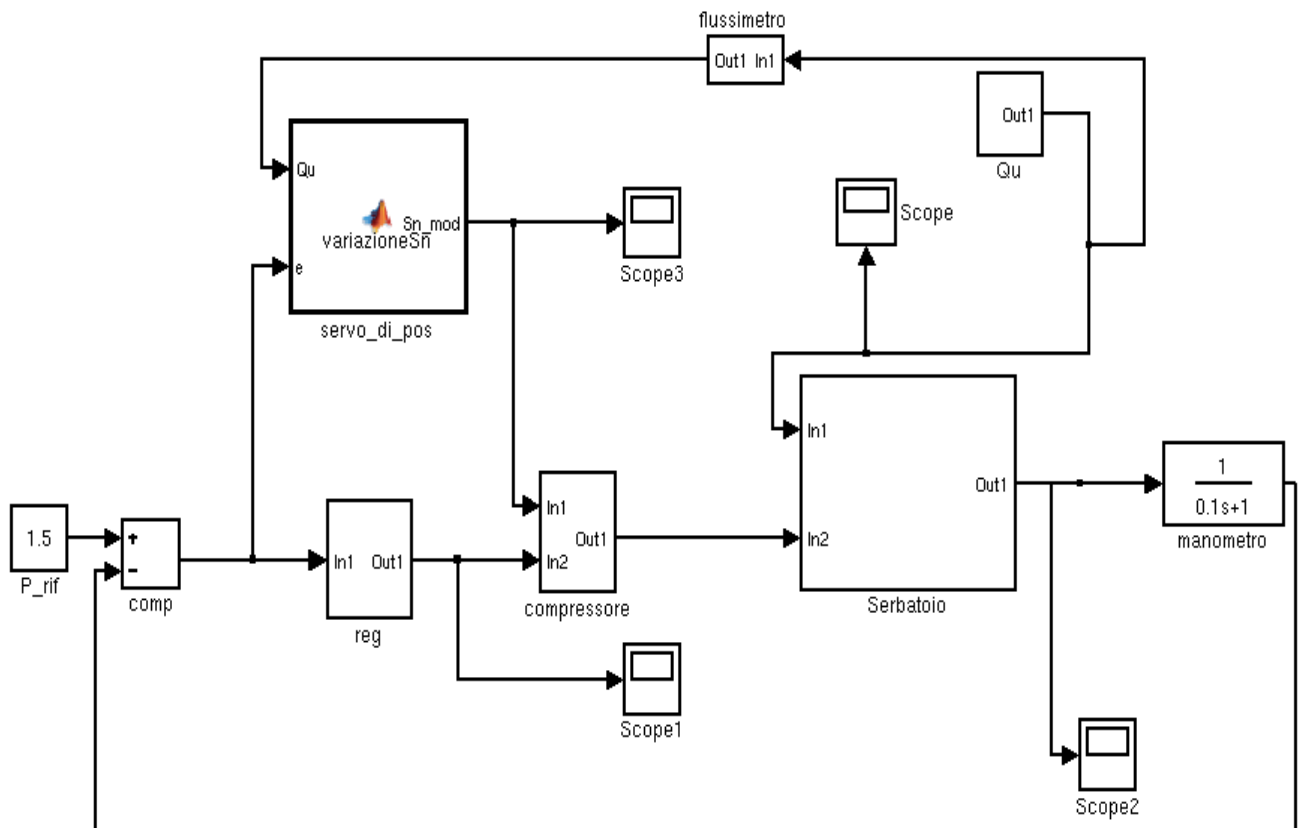 flussimetro
Out1 In1
Out1
Qu
Qu
Sn_mod
variazioneSn
e
servo_di_pos
Scope3
Scope
In1
Out1
In2
Serbatoio
1
0.1s+1
manometro
1.5
P_rif
+
−
comp
In1 Out1
reg
In1
Out1
In2
compressore
Scope1
Scope2